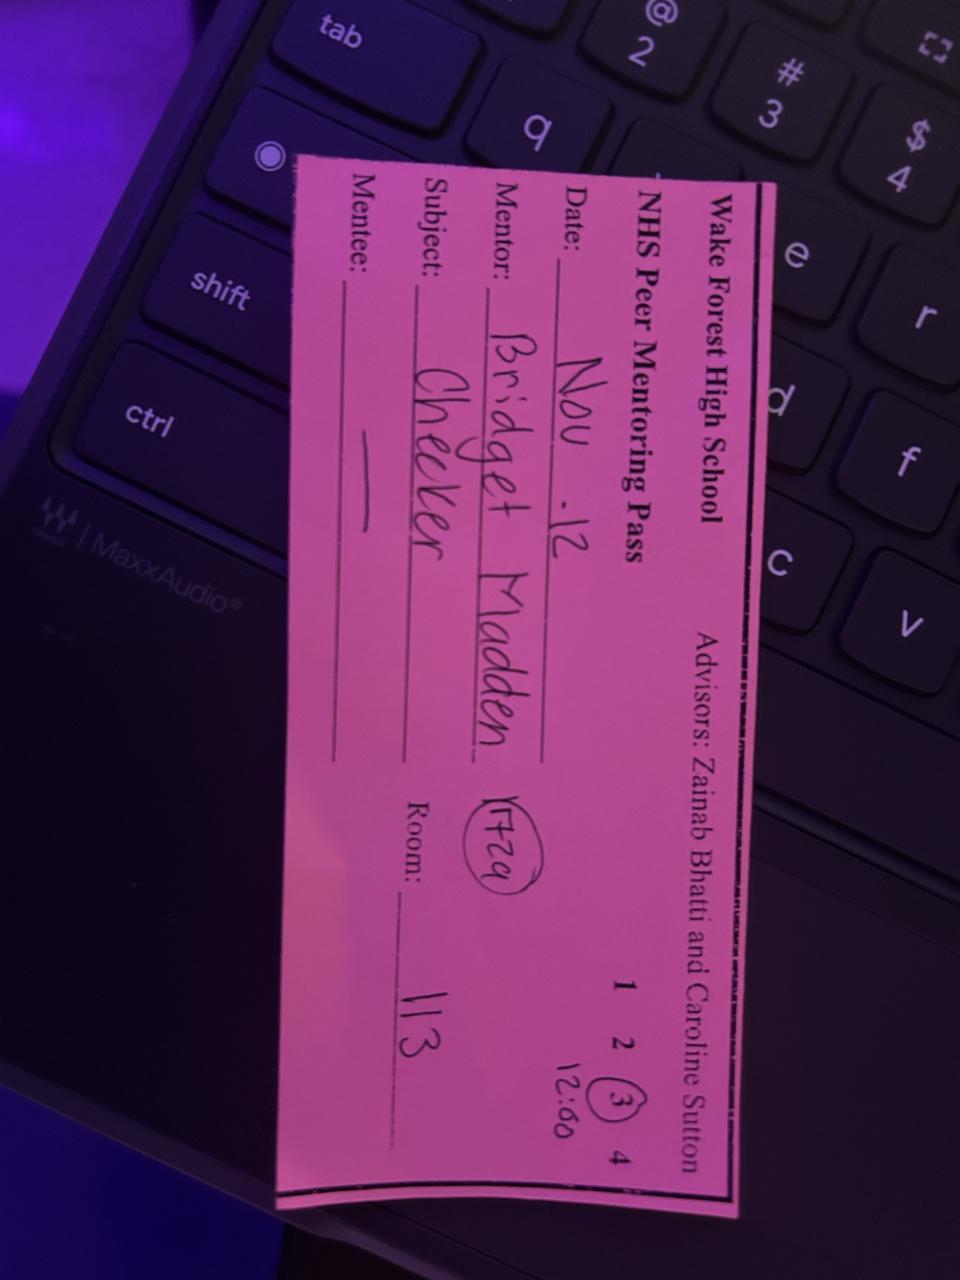 Wake Forest High School Advisors: Zainab Bhatti and Caroline Sutton
NHS Peer Mentoring Pass 1 2 3 4
Date: Nov. 12 12:00
Mentor: Bridget Madden
Subject: Checker Room: 113
Mentee: —
tab
@
2
#
3
$
4
q
e
r
shift
d
f
ctrl
c
v
MaxxAudio®